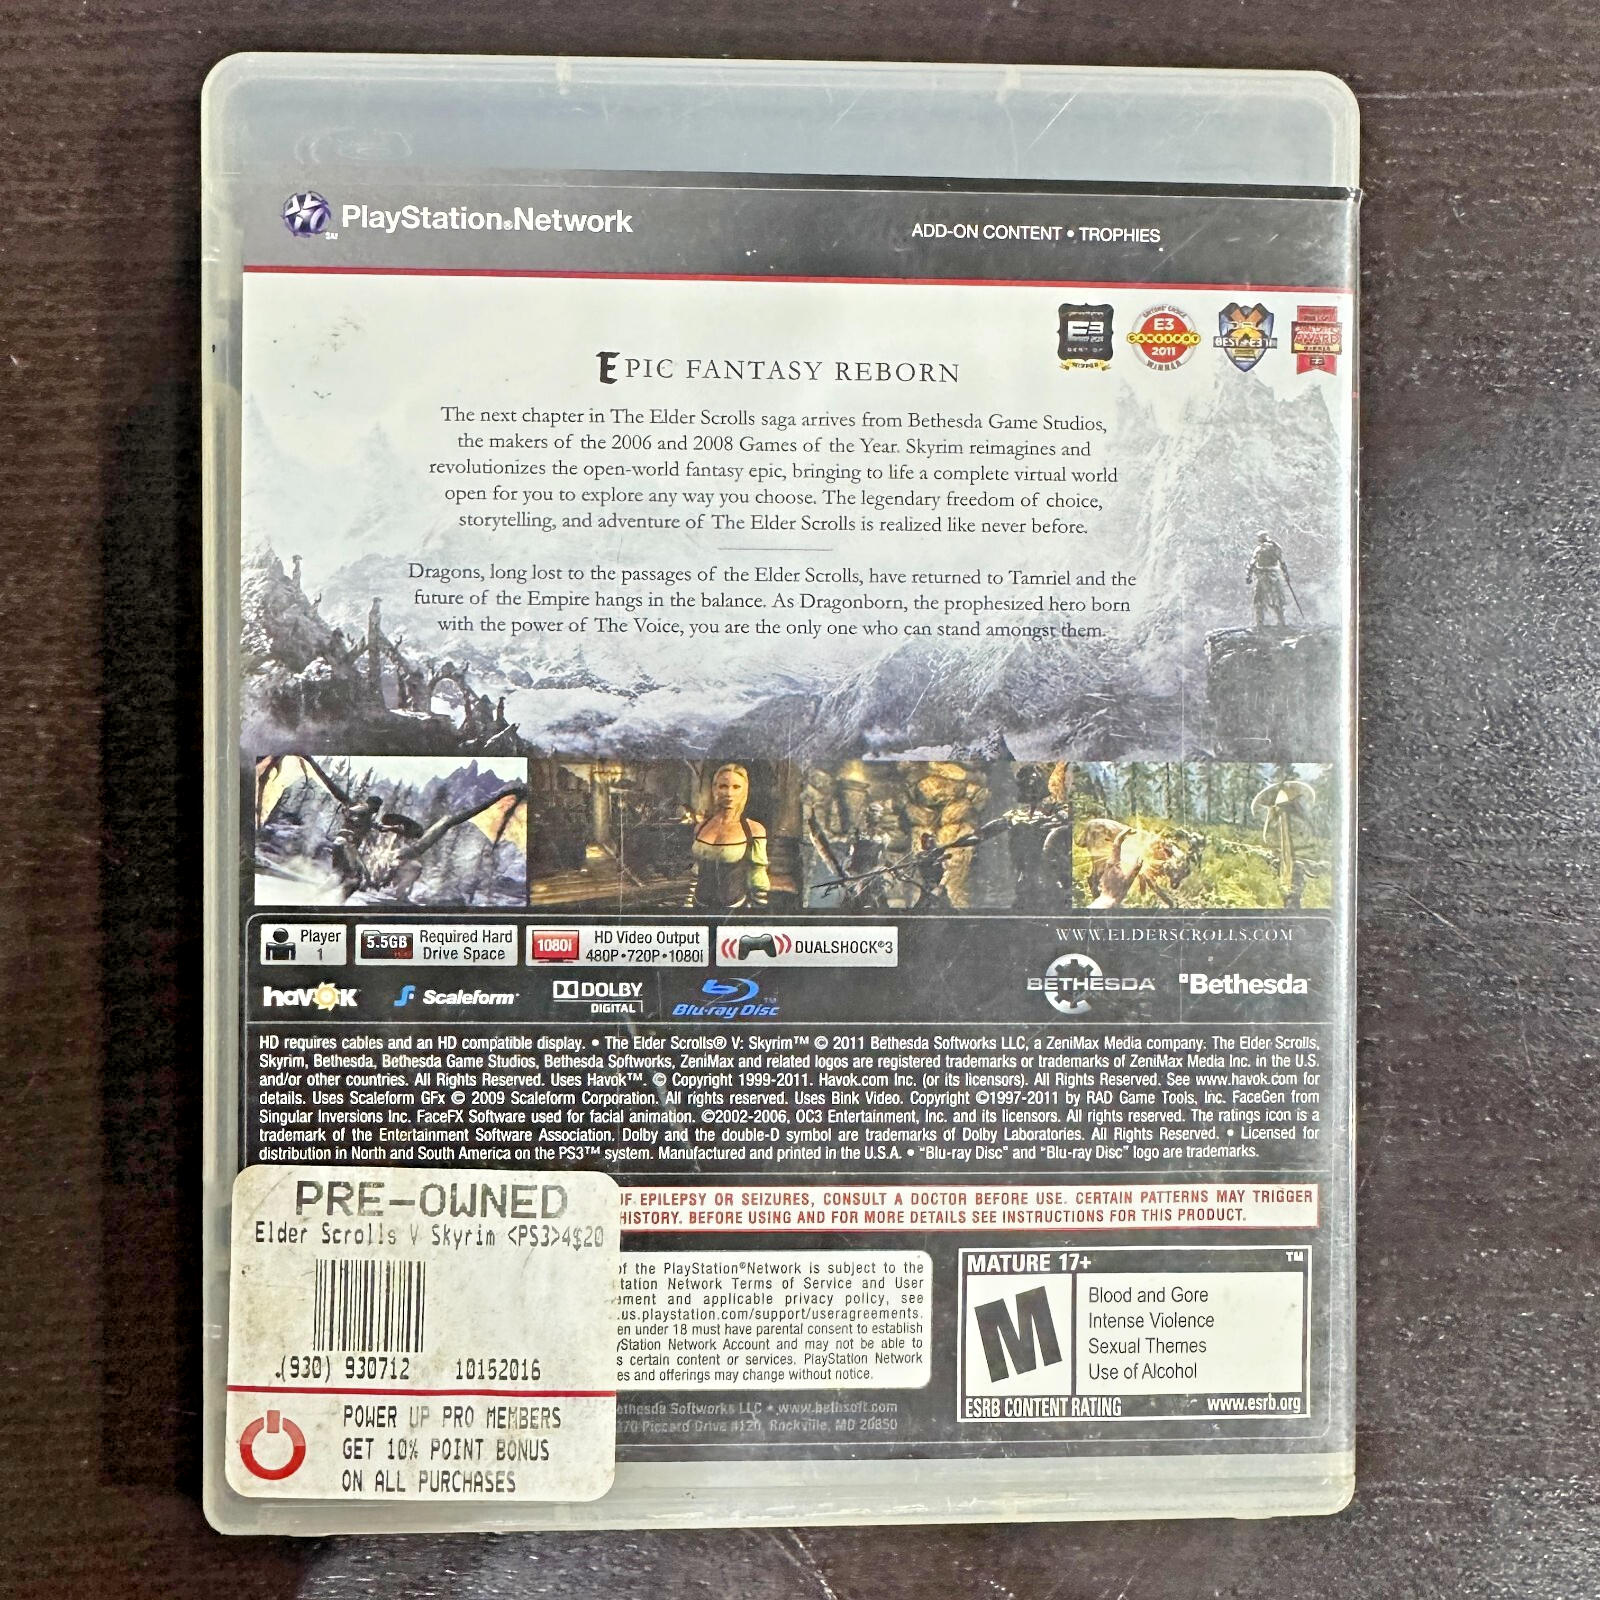 PlayStation®Network
ADD-ON CONTENT • TROPHIES
E3
BEST OF
WINNER
E3
GAMESPOT
2011
WINNER
AWARD
E3
EPIC FANTASY REBORN
The next chapter in The Elder Scrolls saga arrives from Bethesda Game Studios,
the makers of the 2006 and 2008 Games of the Year. Skyrim reimagines and
revolutionizes the open-world fantasy epic, bringing to life a complete virtual world
open for you to explore any way you choose. The legendary freedom of choice,
storytelling, and adventure of The Elder Scrolls is realized like never before.
Dragons, long lost to the passages of the Elder Scrolls, have returned to Tamriel and the
future of the Empire hangs in the balance. As Dragonborn, the prophesized hero born
with the power of The Voice, you are the only one who can stand amongst them.
Player
1
5.5GB
Required Hard
Drive Space
1080i
HD Video Output
480P•720P•1080i
DUALSHOCK®3
WWW.ELDERSCROLLS.COM
havok
Scaleform
DOLBY
DIGITAL
Blu-ray Disc™
BETHESDA
Bethesda
HD requires cables and an HD compatible display. • The Elder Scrolls® V: Skyrim™ © 2011 Bethesda Softworks LLC, a ZeniMax Media company. The Elder Scrolls,
Skyrim, Bethesda, Bethesda Game Studios, Bethesda Softworks, ZeniMax and related logos are registered trademarks or trademarks of ZeniMax Media Inc. in the U.S.
and/or other countries. All Rights Reserved. Uses Havok™. © Copyright 1999-2011. Havok.com Inc. (or its licensors). All Rights Reserved. See www.havok.com for
details. Uses Scaleform GFx © 2009 Scaleform Corporation. All rights reserved. Uses Bink Video. Copyright ©1997-2011 by RAD Game Tools, Inc. FaceGen from
Singular Inversions Inc. FaceFX Software used for facial animation. ©2002-2006, OC3 Entertainment, Inc. and its licensors. All rights reserved. The ratings icon is a
trademark of the Entertainment Software Association. Dolby and the double-D symbol are trademarks of Dolby Laboratories. All Rights Reserved. • Licensed for
distribution in North and South America on the PS3™ system. Manufactured and printed in the U.S.A. • "Blu-ray Disc" and "Blu-ray Disc" logo are trademarks.
PRE-OWNED
Elder Scrolls V Skyrim <PS3>4$20
.(930) 930712 10152016
POWER UP PRO MEMBERS
GET 10% POINT BONUS
ON ALL PURCHASES
OF EPILEPSY OR SEIZURES, CONSULT A DOCTOR BEFORE USE. CERTAIN PATTERNS MAY TRIGGER
HISTORY. BEFORE USING AND FOR MORE DETAILS SEE INSTRUCTIONS FOR THIS PRODUCT.
of the PlayStation®Network is subject to the
tation Network Terms of Service and User
ement and applicable privacy policy, see
.us.playstation.com/support/useragreements.
en under 18 must have parental consent to establish
yStation Network Account and may not be able to
s certain content or services. PlayStation Network
es and offerings may change without notice.
ethesda Softworks LLC • www.bethsoft.com
370 Piccard Drive #120, Rockville, MD 20850
MATURE 17+
TM
M
Blood and Gore
Intense Violence
Sexual Themes
Use of Alcohol
ESRB CONTENT RATING
www.esrb.org